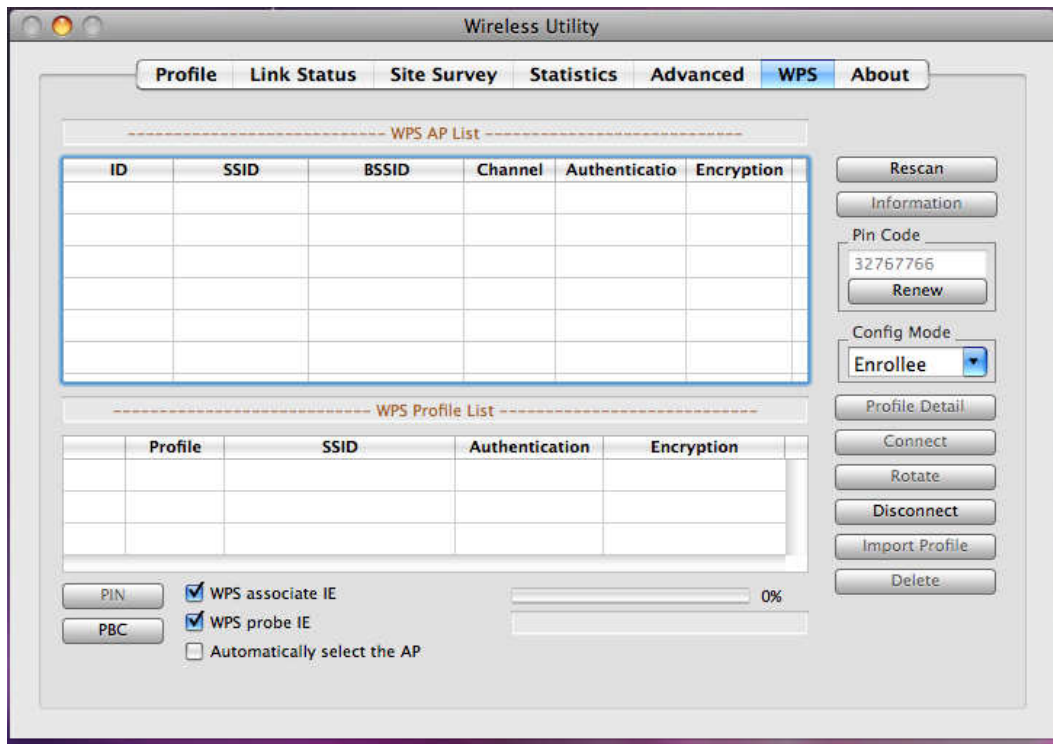 Wireless Utility
Profile Link Status Site Survey Statistics Advanced WPS About
---------------------------- WPS AP List ----------------------------
ID SSID BSSID Channel Authenticatio Encryption
Rescan
Information
Pin Code
32767766
Renew
Config Mode
Enrollee
---------------------------- WPS Profile List ----------------------------
Profile SSID Authentication Encryption
Profile Detail
Connect
Rotate
Disconnect
Import Profile
Delete
PIN
PBC
WPS associate IE
WPS probe IE
Automatically select the AP
0%